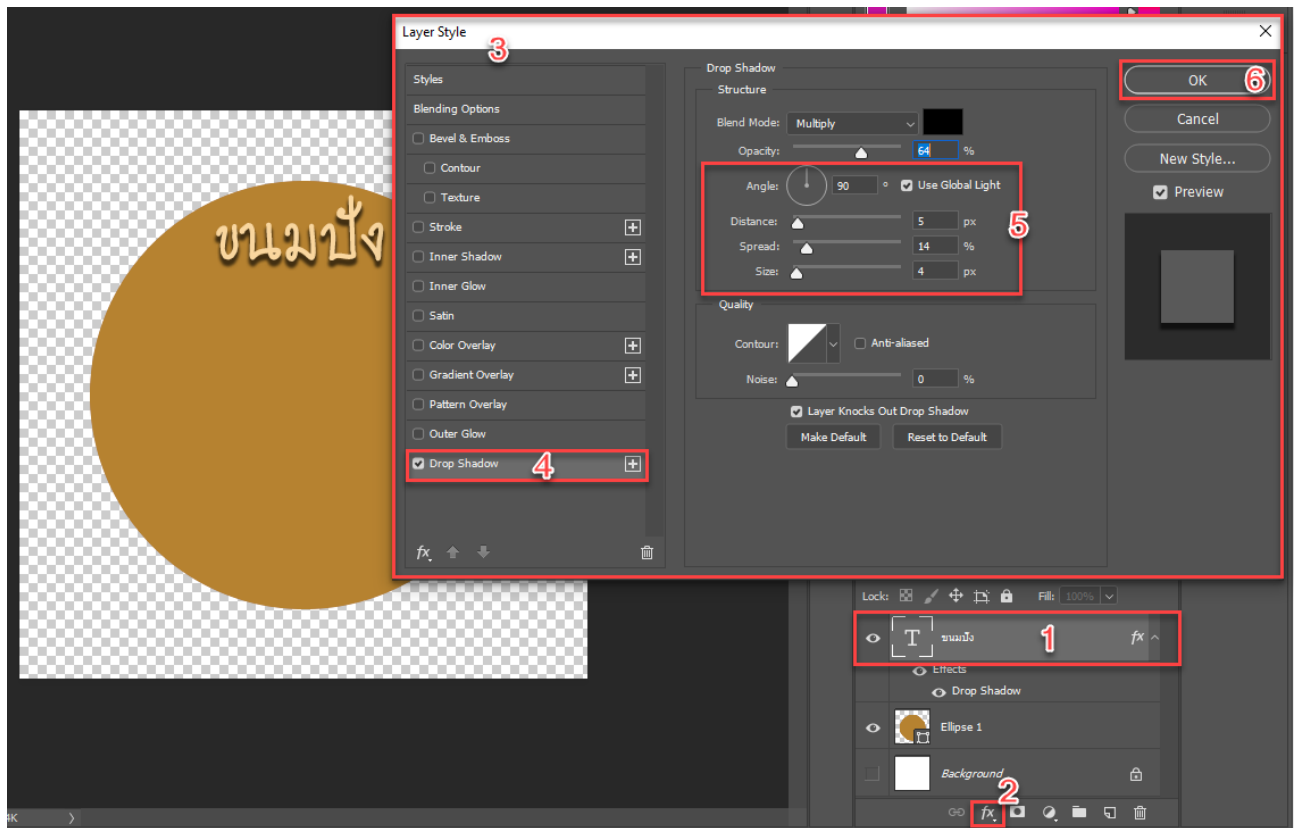 Layer Style
3
Styles
Blending Options
Bevel & Emboss
Contour
Texture
Stroke
Inner Shadow
Inner Glow
Satin
Color Overlay
Gradient Overlay
Pattern Overlay
Outer Glow
Drop Shadow 4
fx
Drop Shadow
Structure
Blend Mode: Multiply
Opacity: 64 %
Angle: 90 ° Use Global Light
Distance: 5 px
Spread: 14 %
Size: 4 px
5
Quality
Contour: Anti-aliased
Noise: 0 %
Layer Knocks Out Drop Shadow
Make Default Reset to Default
OK 6
Cancel
New Style...
Preview
ขนมปัง
Lock: Fill: 100%
T ขนมปัง 1 fx
Effects
Drop Shadow
Ellipse 1
Background
2
fx
4K